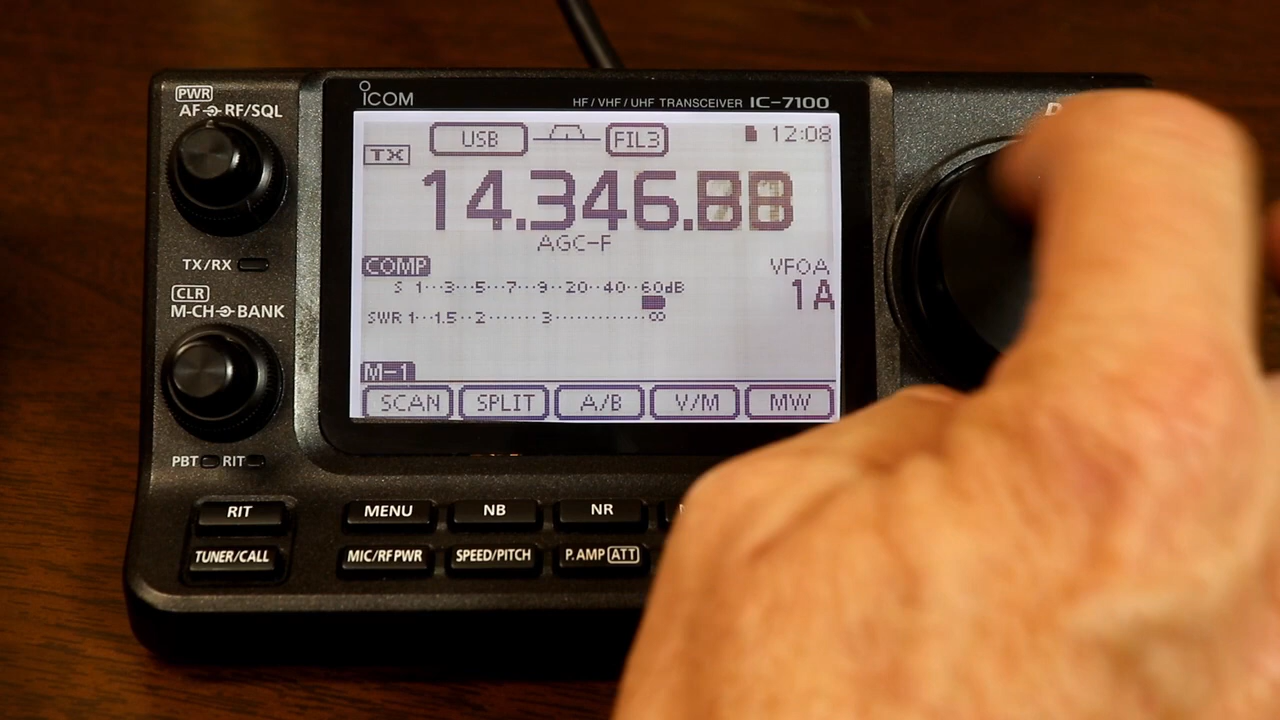 PWR
AF RF/SQL
ICOM
HF/VHF/UHF TRANSCEIVER IC-7100
USB FIL3 12:08
TX
14.346.
AGC-F
COMP
VFOA
S 1··3··5··7··9··20··40··60dB
1A
SWR 1··1.5··2······3···········∞
M-1
SCAN SPLIT A/B V/M MW
TX/RX
CLR
M-CH BANK
PBT RIT
RIT MENU NB NR
TUNER/CALL MIC/RF PWR SPEED/PITCH P.AMP ATT